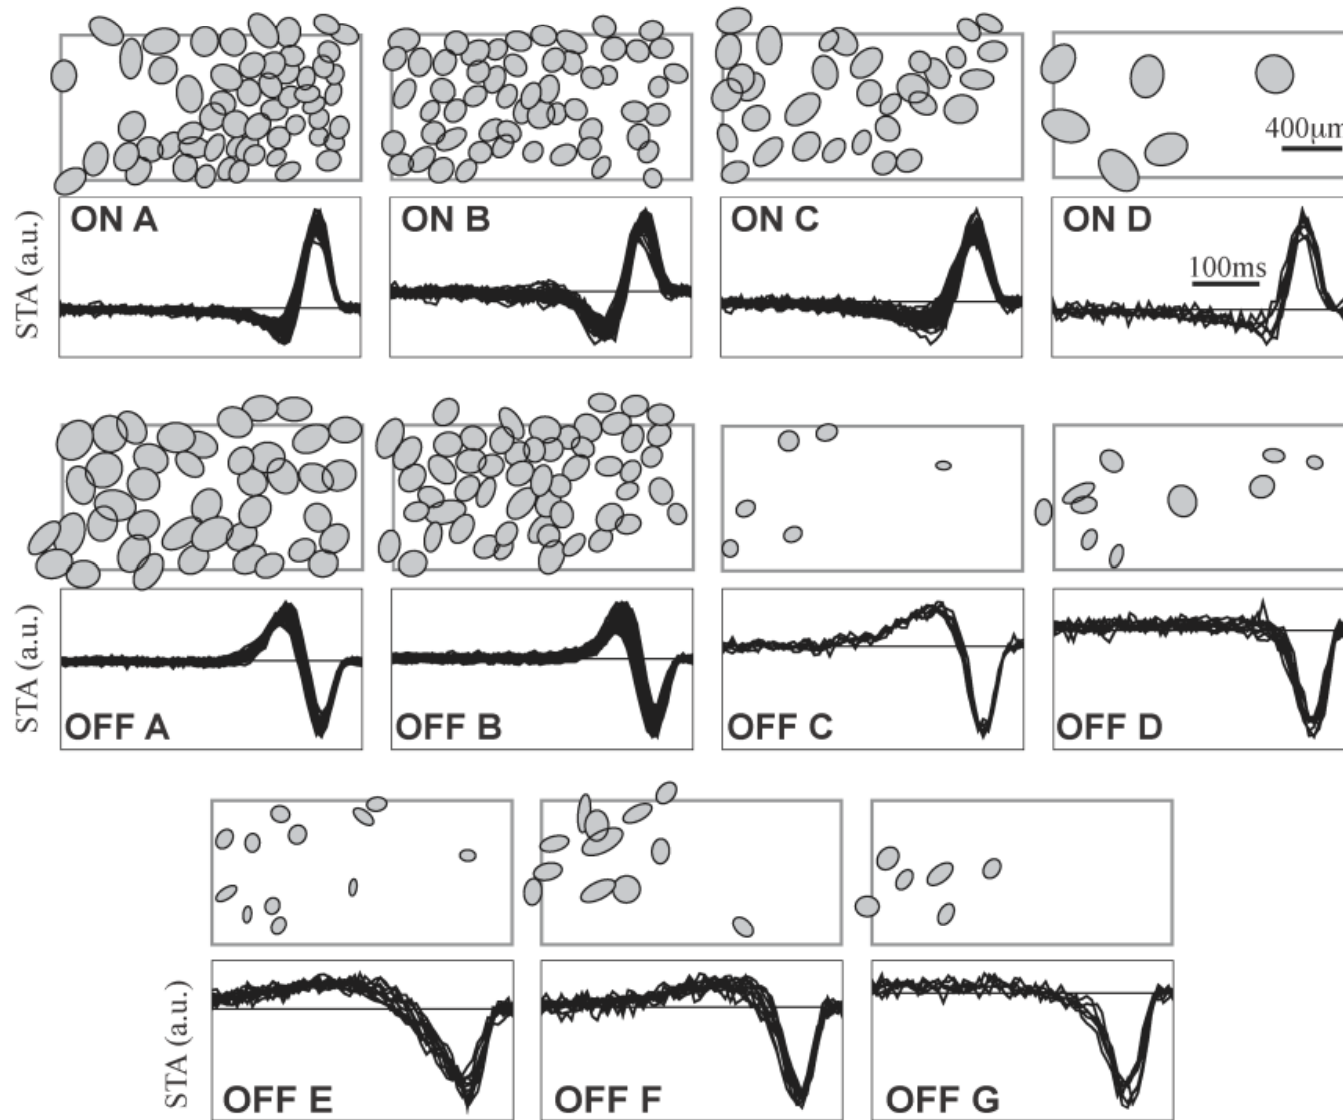 400μm
STA (a.u.)
ON A
ON B
ON C
ON D
100ms
STA (a.u.)
OFF A
OFF B
OFF C
OFF D
STA (a.u.)
OFF E
OFF F
OFF G